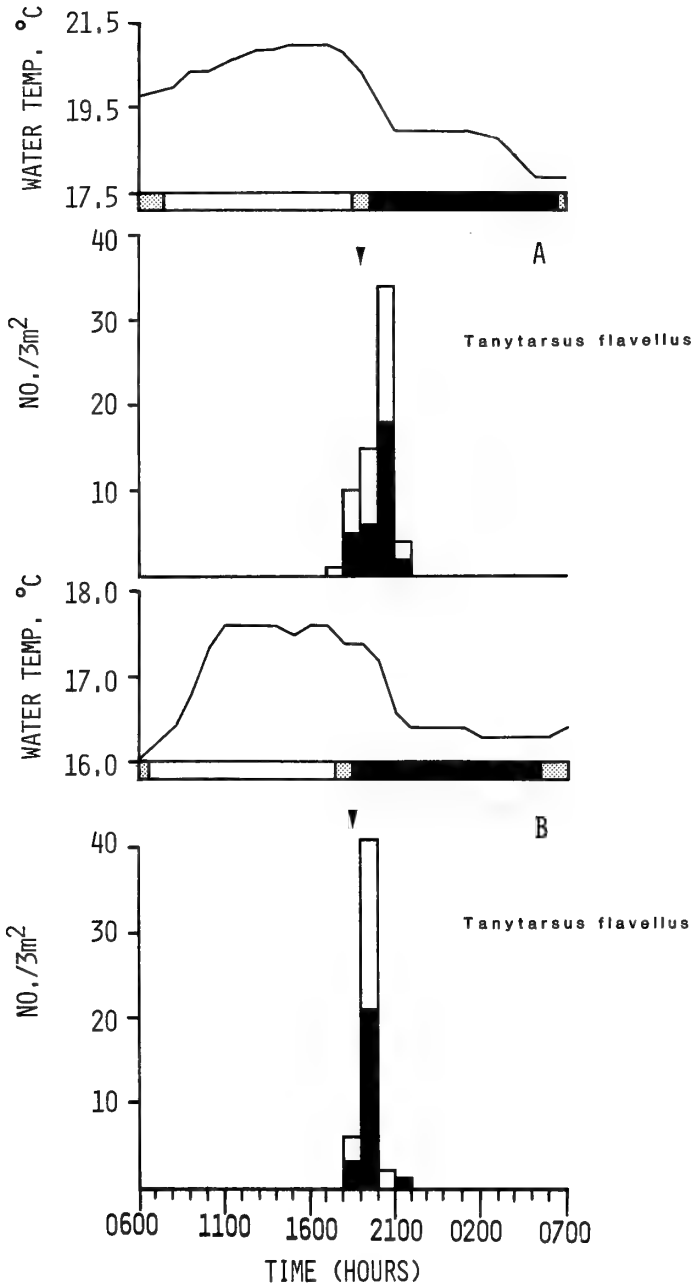 WATER TEMP. °C
21.5
19.5
17.5
A
NO./3m2
40
30
20
10
Tanytarsus flavellus
WATER TEMP. °C
18.0
17.0
16.0
B
NO./3m2
40
30
20
10
Tanytarsus flavellus
0600 1100 1600 2100 0200 0700
TIME (HOURS)